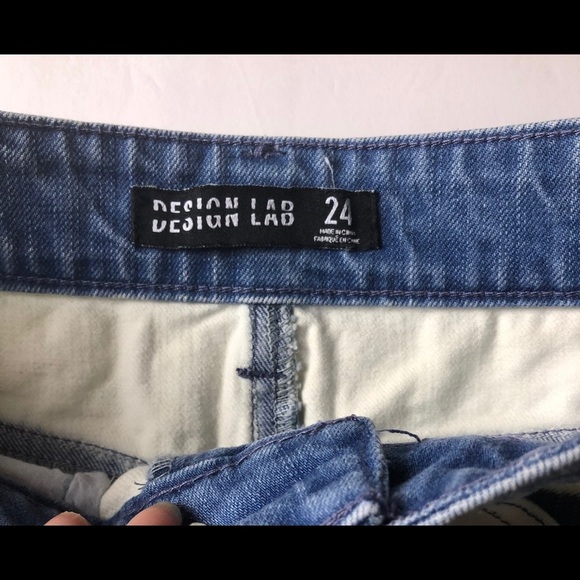 DESIGN LAB 24
MADE IN CHINA
FABRIQUÉ EN CHINE